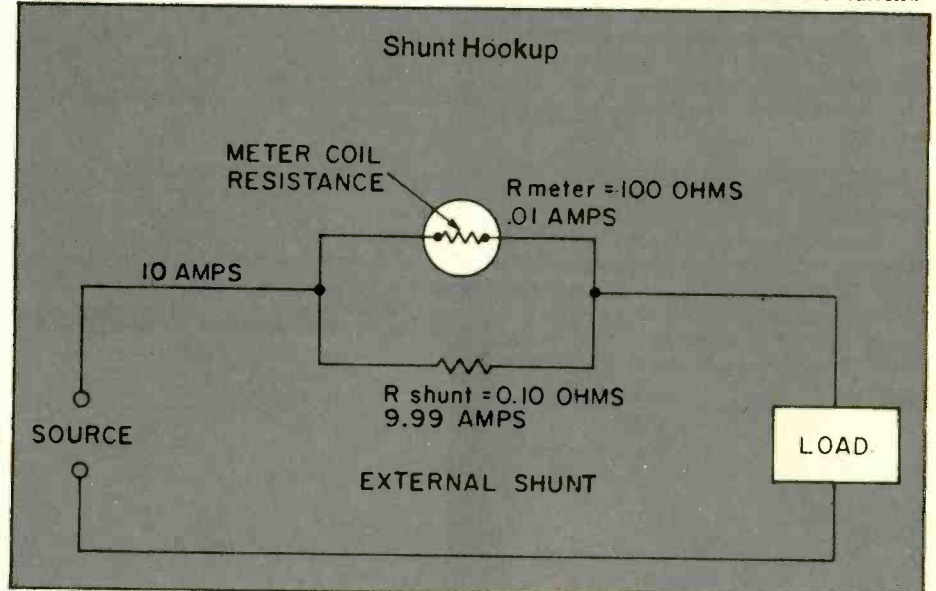 Shunt Hookup
METER COIL
RESISTANCE
R meter = 100 OHMS
.01 AMPS
10 AMPS
R shunt = 0.10 OHMS
9.99 AMPS
SOURCE
LOAD
EXTERNAL SHUNT